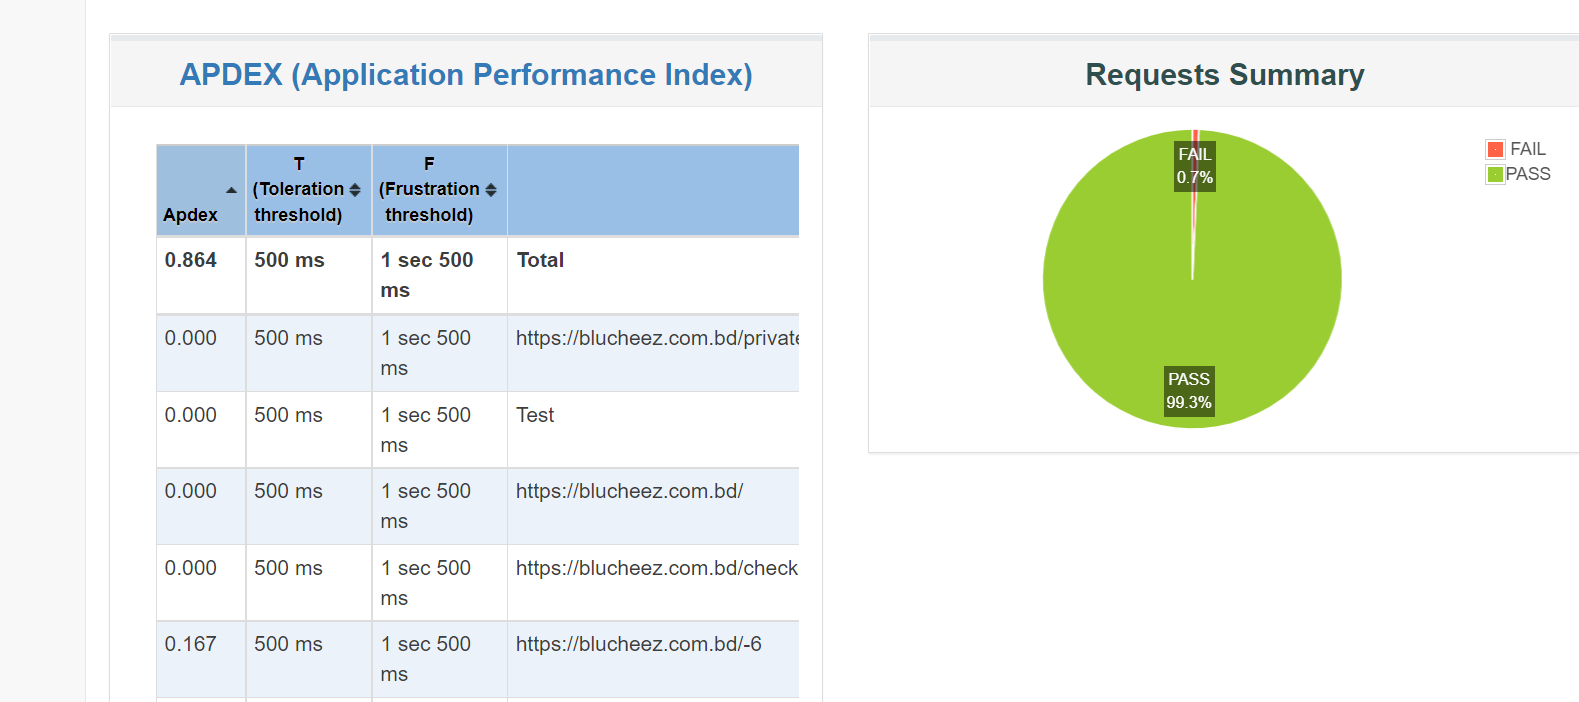 APDEX (Application Performance Index)
Apdex
T
(Toleration
threshold)
F
(Frustration
threshold)
0.864
500 ms
1 sec 500
ms
Total
0.000
500 ms
1 sec 500
ms
https://blucheez.com.bd/private
0.000
500 ms
1 sec 500
ms
Test
0.000
500 ms
1 sec 500
ms
https://blucheez.com.bd/
0.000
500 ms
1 sec 500
ms
https://blucheez.com.bd/check
0.167
500 ms
1 sec 500
ms
https://blucheez.com.bd/-6
Requests Summary
FAIL
0.7%
PASS
99.3%
FAIL
PASS